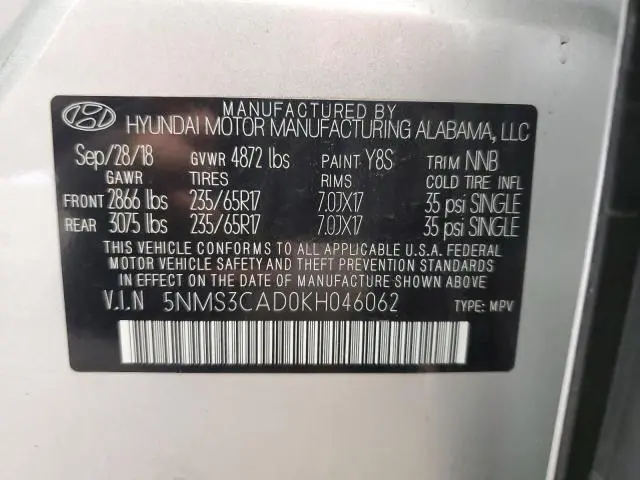 MANUFACTURED BY
HYUNDAI MOTOR MANUFACTURING ALABAMA, LLC
Sep/28/18 GVWR 4872 lbs PAINT Y8S TRIM NNB
GAWR TIRES RIMS COLD TIRE INFL
FRONT 2866 lbs 235/65R17 7.0JX17 35 psi SINGLE
REAR 3075 lbs 235/65R17 7.0JX17 35 psi SINGLE
THIS VEHICLE CONFORMS TO ALL APPLICABLE U.S.A. FEDERAL
MOTOR VEHICLE SAFETY AND THEFT PREVENTION STANDARDS
IN EFFECT ON THE DATE OF MANUFACTURE SHOWN ABOVE
V.I.N 5NMS3CAD0KH046062 TYPE: MPV